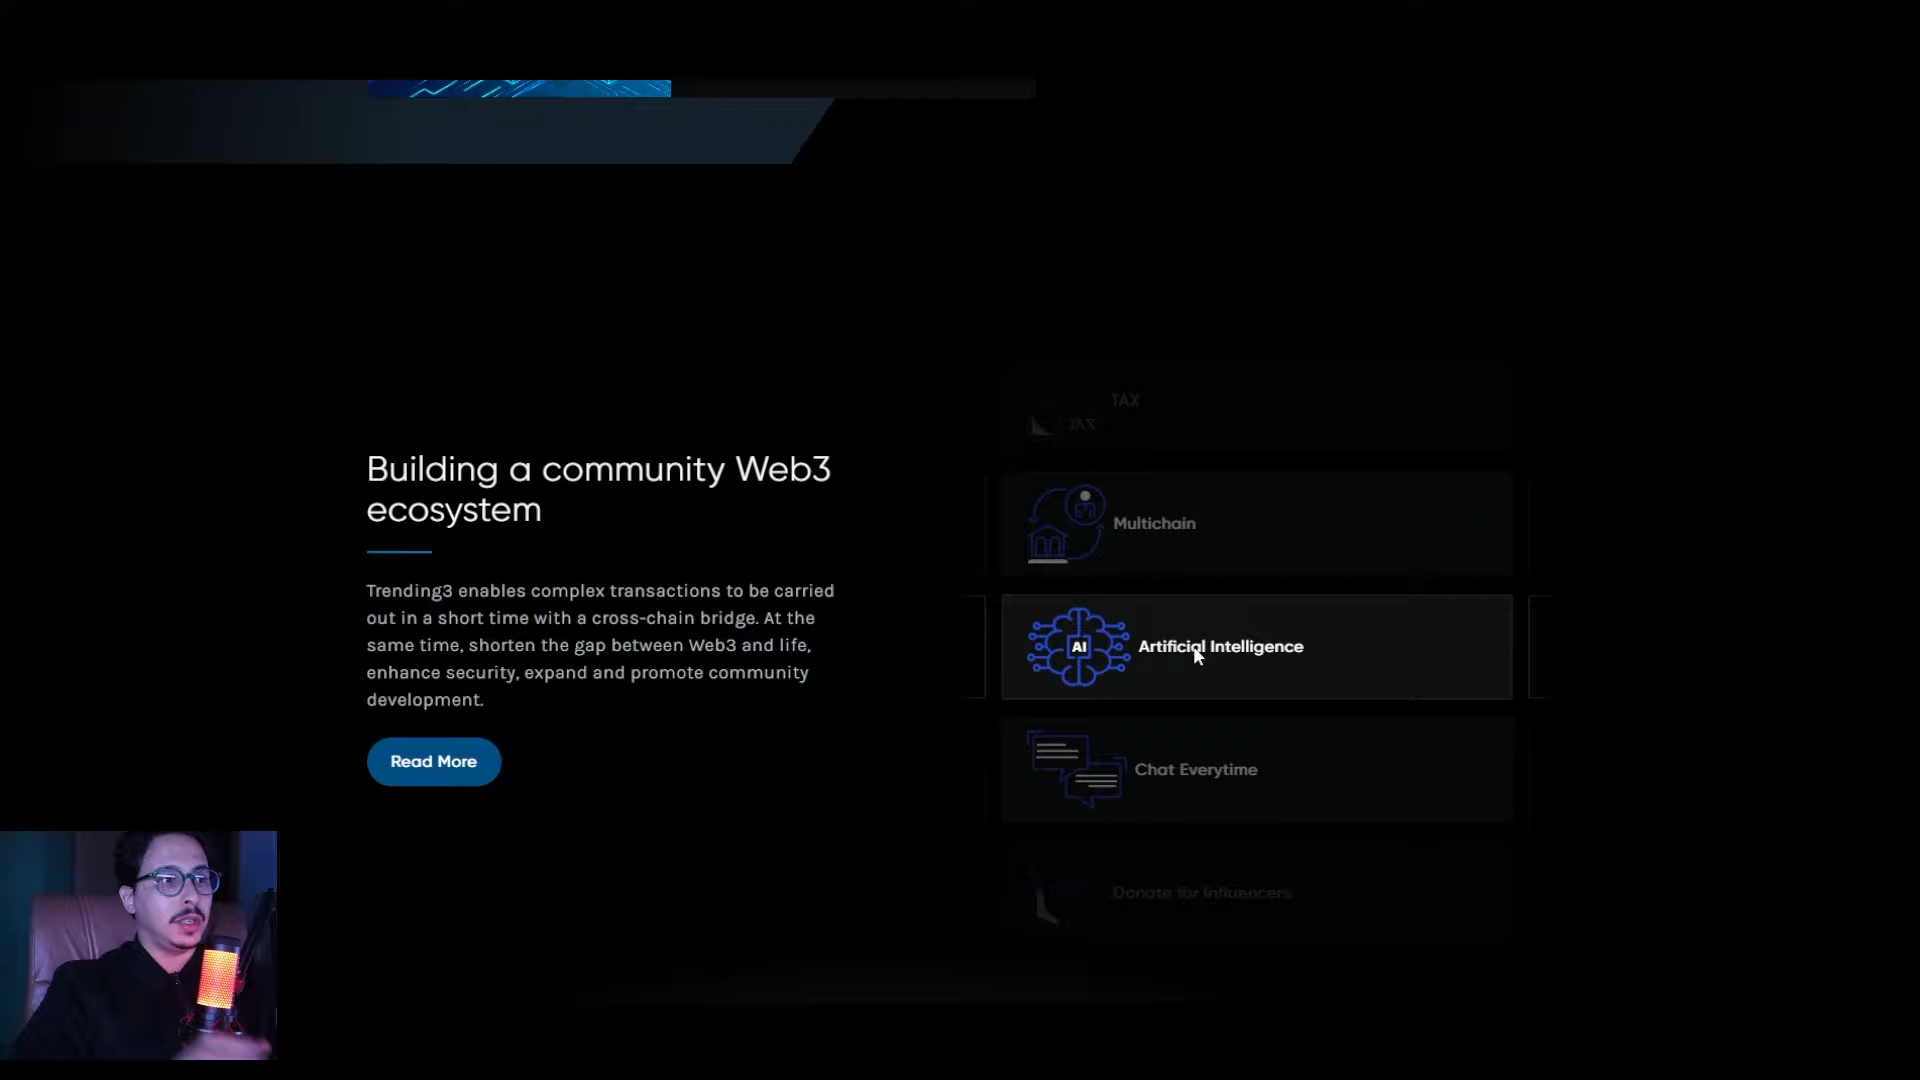 Building a community Web3
ecosystem
Trending3 enables complex transactions to be carried
out in a short time with a cross-chain bridge. At the
same time, shorten the gap between Web3 and life,
enhance security, expand and promote community
development.
Read More
TAX
TAX
Multichain
AI
Artificial Intelligence
Chat Everytime
Donate for Influencers